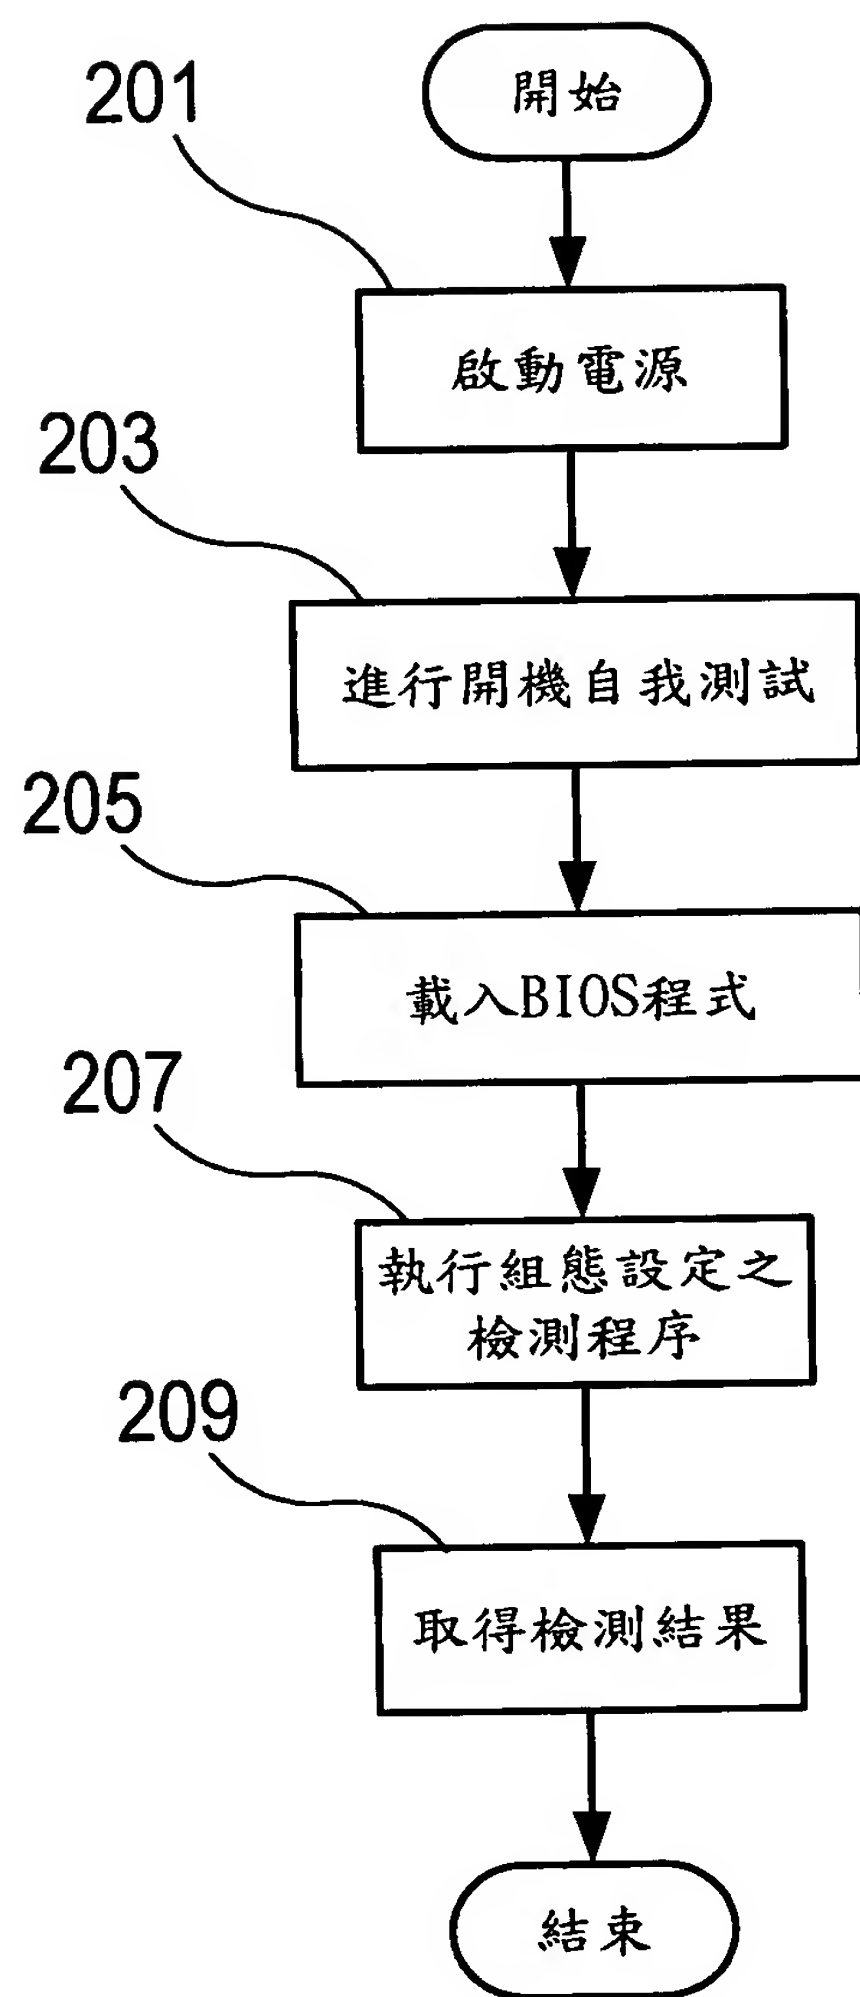 開始
201
啟動電源
203
進行開機自我測試
205
載入BIOS程式
207
執行組態設定之
檢測程序
209
取得檢測結果
結束